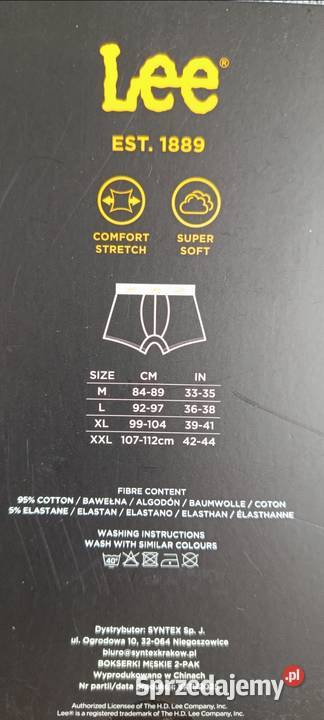 Lee®
EST. 1889
COMFORT STRETCH
SUPER SOFT
SIZE CM IN
M 84-89 33-35
L 92-97 36-38
XL 99-104 39-41
XXL 107-112cm 42-44
FIBRE CONTENT
95% COTTON / BAWEŁNA / ALGODÓN / BAUMWOLLE / COTON
5% ELASTANE / ELASTAN / ELASTANO / ELASTHAN / ÉLASTHANNE
WASHING INSTRUCTIONS
WASH WITH SIMILAR COLOURS
40°
Dystrybutor: SYNTEX Sp. J.
ul. Ogrodowa 10, 32-064 Niegoszowice
biuro@syntexkrakow.pl
BOKSERKI MĘSKIE 2-PAK
Wyprodukowano w Chinach
Nr partii/data
Sprzedajemy.pl
Authorized Licensee of The H.D. Lee Company, Inc.
Lee® is a registered trademark of The H.D. Lee Company, Inc.